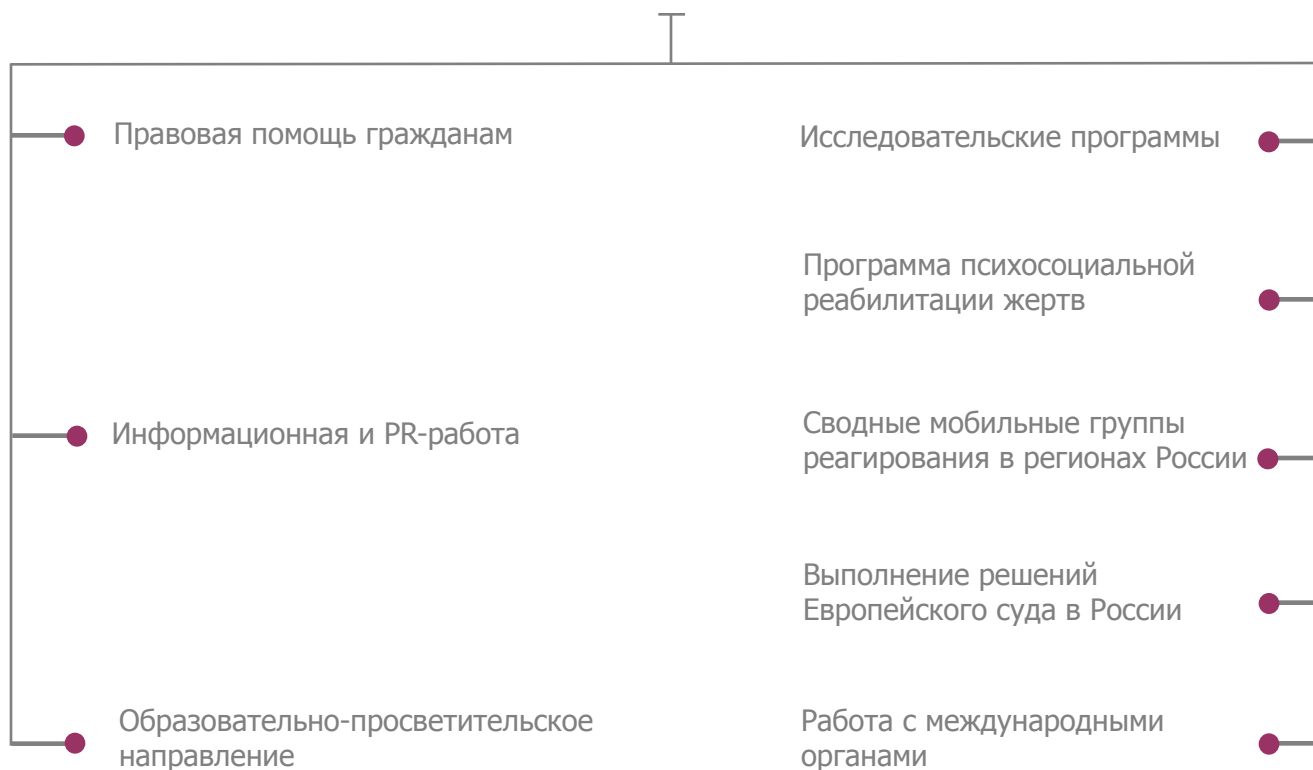 Правовая помощь гражданам
Информационная и PR-работа
Образовательно-просветительское
направление
Исследовательские программы
Программа психосоциальной
реабилитации жертв
Сводные мобильные группы
реагирования в регионах России
Выполнение решений
Европейского суда в России
Работа с международными
органами